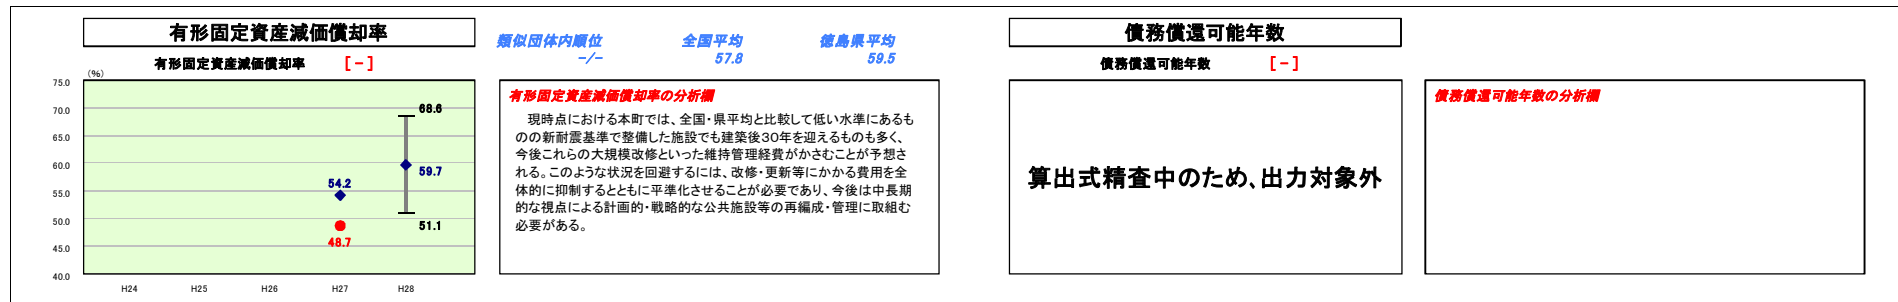 有形固定資産減価償却率
有形固定資産減価償却率 [-]
類似団体内順位 全国平均 徳島県平均
-/- 57.8 59.5
(%)
75.0
70.0
65.0
60.0
55.0
50.0
45.0
40.0
68.6
59.7
54.2
51.1
48.7
H24 H25 H26 H27 H28
有形固定資産減価償却率の分析欄
現時点における本町では、全国・県平均と比較して低い水準にあるも
のの新耐震基準で整備した施設でも建築後30年を迎えるものも多く、
今後これらの大規模改修といった維持管理経費がかさむことが予想さ
れる。このような状況を回避するには、改修・更新等にかかる費用を全
体的に抑制するとともに平準化させることが必要であり、今後は中長期
的な視点による計画的・戦略的な公共施設等の再編成・管理に取組む
必要がある。
債務償還可能年数
債務償還可能年数 [-]
算出式精査中のため、出力対象外
債務償還可能年数の分析欄